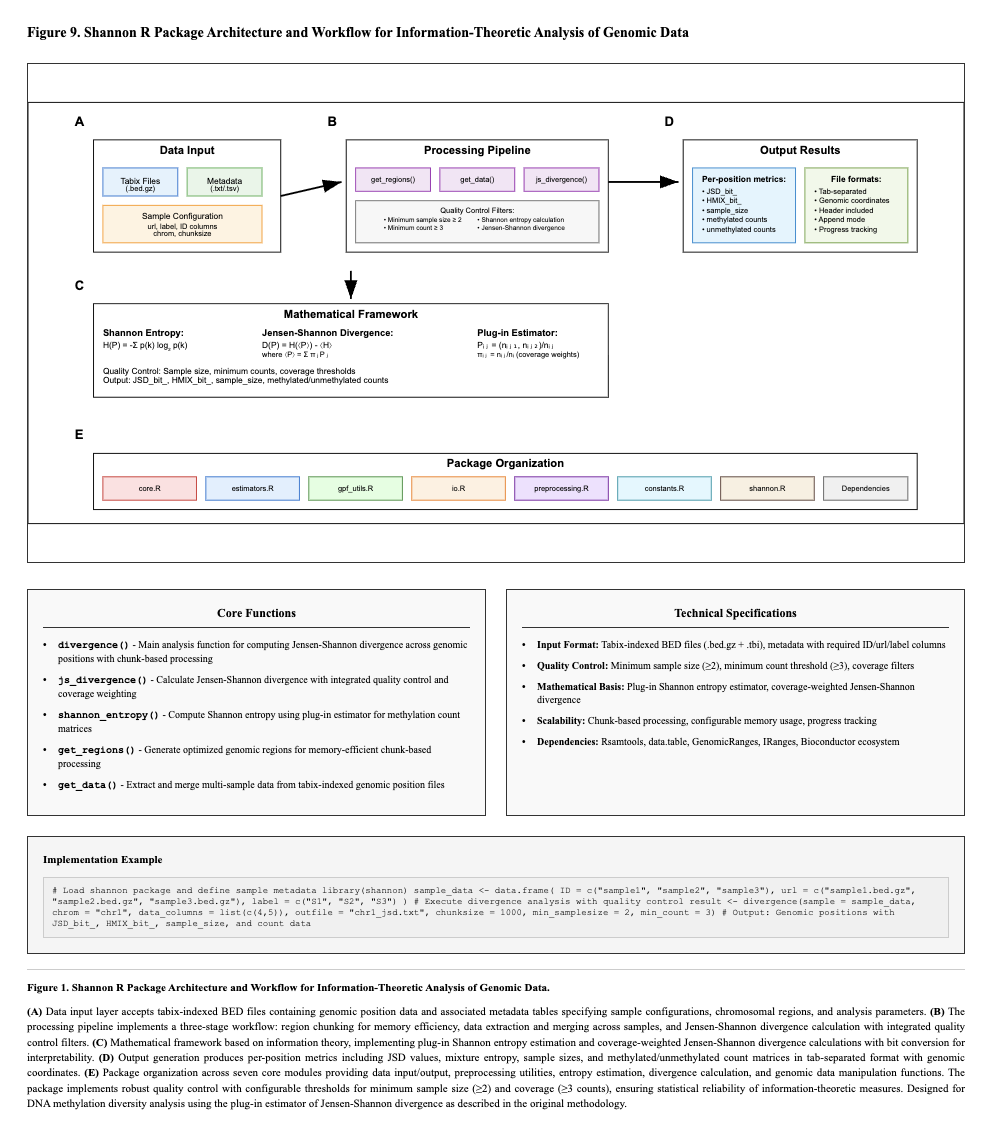 Figure 9. Shannon R Package Architecture and Workflow for Information-Theoretic Analysis of Genomic Data
A
Data Input
Tabix Files
(.bed.gz)
Metadata
(.txt/.tsv)
Sample Configuration
url, label, ID columns
chrom, chunksize
B
Processing Pipeline
get_regions()
get_data()
js_divergence()
Quality Control Filters:
• Minimum sample size ≥ 2
• Minimum count ≥ 3
• Shannon entropy calculation
• Jensen-Shannon divergence
D
Output Results
Per-position metrics:
• JSD_bit_
• HMIX_bit_
• sample_size
• methylated counts
• unmethylated counts
File formats:
• Tab-separated
• Genomic coordinates
• Header included
• Append mode
• Progress tracking
C
Mathematical Framework
Shannon Entropy:
H(P) = -Σ p(k) log₂ p(k)
Jensen-Shannon Divergence:
D(P) = H(⟨P⟩) - ⟨H⟩
where ⟨P⟩ = Σ πⱼPⱼ
Plug-in Estimator:
Pᵢⱼ = (nᵢⱼ₁, nᵢⱼ₂)/nᵢⱼ
πᵢⱼ = nᵢⱼ/nᵢ (coverage weights)
Quality Control: Sample size, minimum counts, coverage thresholds
Output: JSD_bit_, HMIX_bit_, sample_size, methylated/unmethylated counts
E
Package Organization
core.R
estimators.R
gpf_utils.R
io.R
preprocessing.R
constants.R
shannon.R
Dependencies
Core Functions
• divergence() - Main analysis function for computing Jensen-Shannon divergence across genomic
positions with chunk-based processing
• js_divergence() - Calculate Jensen-Shannon divergence with integrated quality control and
coverage weighting
• shannon_entropy() - Compute Shannon entropy using plug-in estimator for methylation count
matrices
• get_regions() - Generate optimized genomic regions for memory-efficient chunk-based
processing
• get_data() - Extract and merge multi-sample data from tabix-indexed genomic position files
Technical Specifications
• Input Format: Tabix-indexed BED files (.bed.gz + .tbi), metadata with required ID/url/label columns
• Quality Control: Minimum sample size (≥2), minimum count threshold (≥3), coverage filters
• Mathematical Basis: Plug-in Shannon entropy estimator, coverage-weighted Jensen-Shannon
divergence
• Scalability: Chunk-based processing, configurable memory usage, progress tracking
• Dependencies: Rsamtools, data.table, GenomicRanges, IRanges, Bioconductor ecosystem
Implementation Example
# Load shannon package and define sample metadata library(shannon) sample_data <- data.frame( ID = c("sample1", "sample2", "sample3"), url = c("sample1.bed.gz",
"sample2.bed.gz", "sample3.bed.gz"), label = c("S1", "S2", "S3") ) # Execute divergence analysis with quality control result <- divergence(sample = sample_data,
chrom = "chr1", data_columns = list(c(4,5)), outfile = "chr1_jsd.txt", chunksize = 1000, min_samplesize = 2, min_count = 3) # Output: Genomic positions with
JSD_bit_, HMIX_bit_, sample_size, and count data
Figure 1. Shannon R Package Architecture and Workflow for Information-Theoretic Analysis of Genomic Data.
(A) Data input layer accepts tabix-indexed BED files containing genomic position data and associated metadata tables specifying sample configurations, chromosomal regions, and analysis parameters. (B) The
processing pipeline implements a three-stage workflow: region chunking for memory efficiency, data extraction and merging across samples, and Jensen-Shannon divergence calculation with integrated quality
control filters. (C) Mathematical framework based on information theory, implementing plug-in Shannon entropy estimation and coverage-weighted Jensen-Shannon divergence calculations with bit conversion for
interpretability. (D) Output generation produces per-position metrics including JSD values, mixture entropy, sample sizes, and methylated/unmethylated count matrices in tab-separated format with genomic
coordinates. (E) Package organization across seven core modules providing data input/output, preprocessing utilities, entropy estimation, divergence calculation, and genomic data manipulation functions. The
package implements robust quality control with configurable thresholds for minimum sample size (≥2) and coverage (≥3 counts), ensuring statistical reliability of information-theoretic measures. Designed for
DNA methylation diversity analysis using the plug-in estimator of Jensen-Shannon divergence as described in the original methodology.